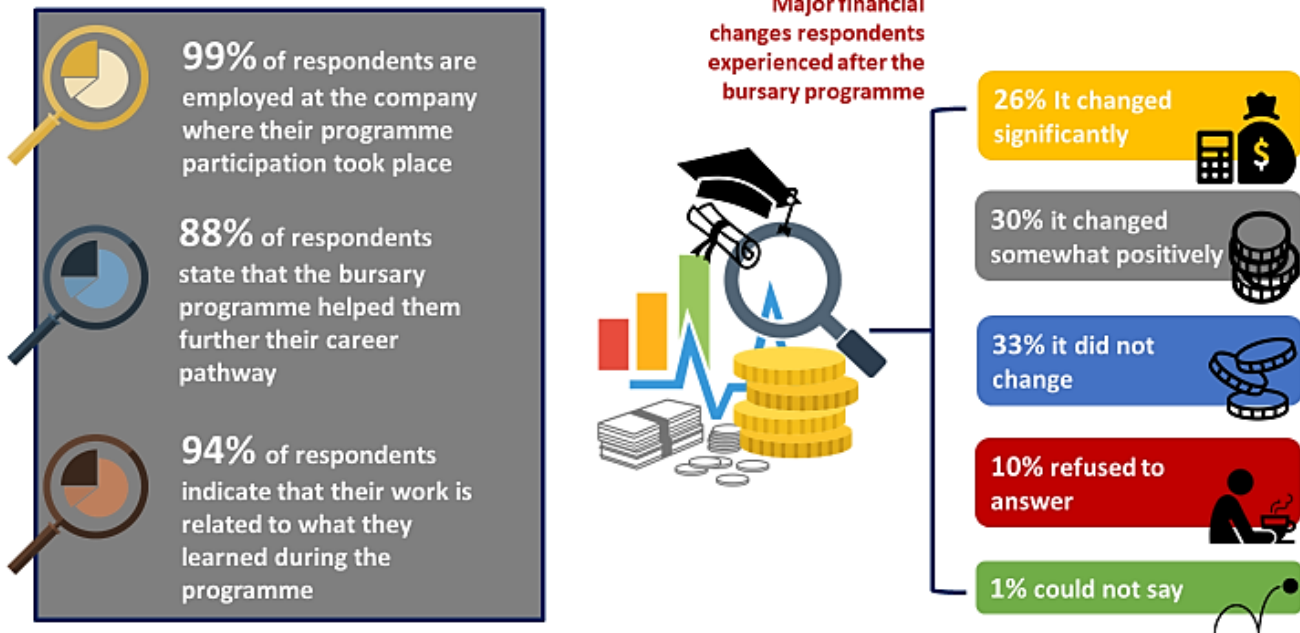 99% of respondents are
employed at the company
where their programme
participation took place
88% of respondents
state that the bursary
programme helped them
further their career
pathway
94% of respondents
indicate that their work is
related to what they
learned during the
programme
Major financial
changes respondents
experienced after the
bursary programme
26% It changed
significantly
$
30% it changed
somewhat positively
33% it did not
change
10% refused to
answer
1% could not say